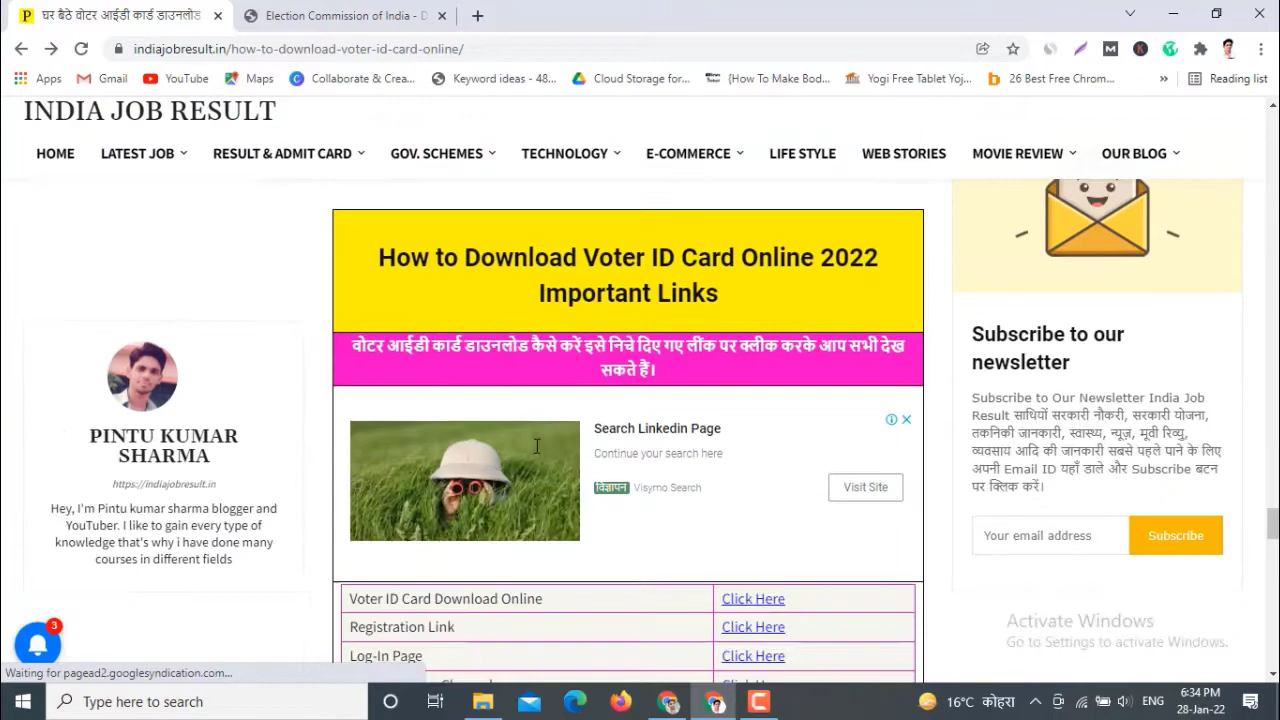 घर बैठे वोटर आईडी कार्ड डाउनलोड
Election Commission of India - D
indiajobresult.in/how-to-download-voter-id-card-online/
Apps
Gmail
YouTube
Maps
Collaborate & Crea...
Keyword ideas - 48...
Cloud Storage for...
{How To Make Bod...
Yogi Free Tablet Yoj...
26 Best Free Chrom...
»
Reading list
INDIA JOB RESULT
HOME
LATEST JOB
RESULT & ADMIT CARD
GOV. SCHEMES
TECHNOLOGY
E-COMMERCE
LIFE STYLE
WEB STORIES
MOVIE REVIEW
OUR BLOG
How to Download Voter ID Card Online 2022
Important Links
वोटर आईडी कार्ड डाउनलोड कैसे करें इसे निचे दिए गए लींक पर क्लीक करके आप सभी देख
सकते हैं।
Search Linkedin Page
Continue your search here
विज्ञापन Visymo Search
Visit Site
Voter ID Card Download Online
Click Here
Registration Link
Click Here
Log-In Page
Click Here
PINTU KUMAR
SHARMA
https://indiajobresult.in
Hey, I'm Pintu kumar sharma blogger and
YouTuber. I like to gain every type of
knowledge that's why i have done many
courses in different fields
Subscribe to our
newsletter
Subscribe to Our Newsletter India Job
Result साथियों सरकारी नौकरी, सरकारी योजना,
तकनिकी जानकारी, स्वास्थ्य, न्यूज़, मूवी रिव्यु,
व्यवसाय आदि की जानकारी सबसे पहले पाने के लिए
अपनी Email ID यहाँ डाले और Subscribe बटन
पर क्लिक करें।
Your email address
Subscribe
Activate Windows
Go to Settings to activate Windows.
3
Waiting for pagead2.googlesyndication.com...
Type here to search
16°C कोहरा
ENG
6:34 PM
28-Jan-22